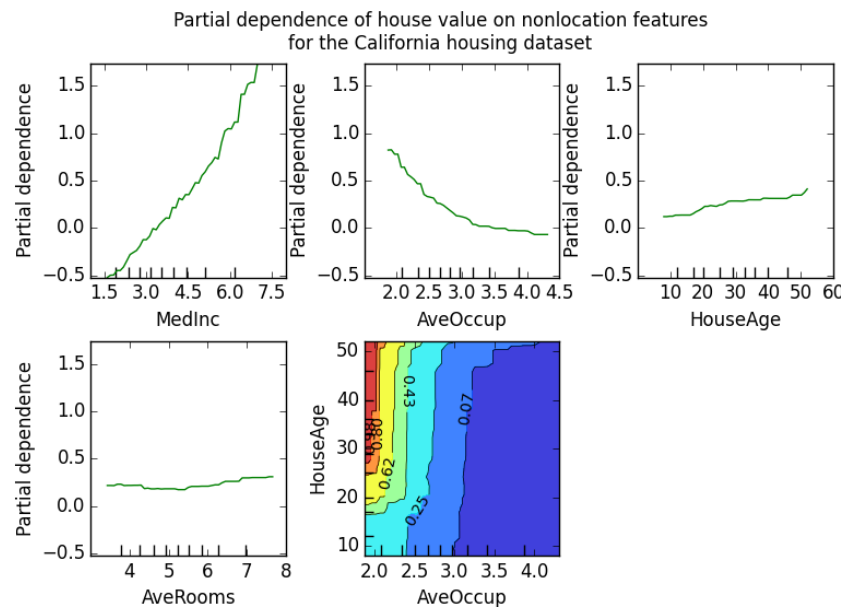 Partial dependence of house value on nonlocation features
for the California housing dataset
Partial dependence
1.5
1.0
0.5
0.0
−0.5
1.5 3.0 4.5 6.0 7.5
MedInc
Partial dependence
1.5
1.0
0.5
0.0
−0.5
2.0 2.5 3.0 3.5 4.0 4.5
AveOccup
Partial dependence
1.5
1.0
0.5
0.0
−0.5
10 20 30 40 50 60
HouseAge
Partial dependence
1.5
1.0
0.5
0.0
−0.5
4 5 6 7 8
AveRooms
HouseAge
50
40
30
20
10
0.80
0.62
0.43
0.25
0.07
2.0 2.5 3.0 3.5 4.0
AveOccup